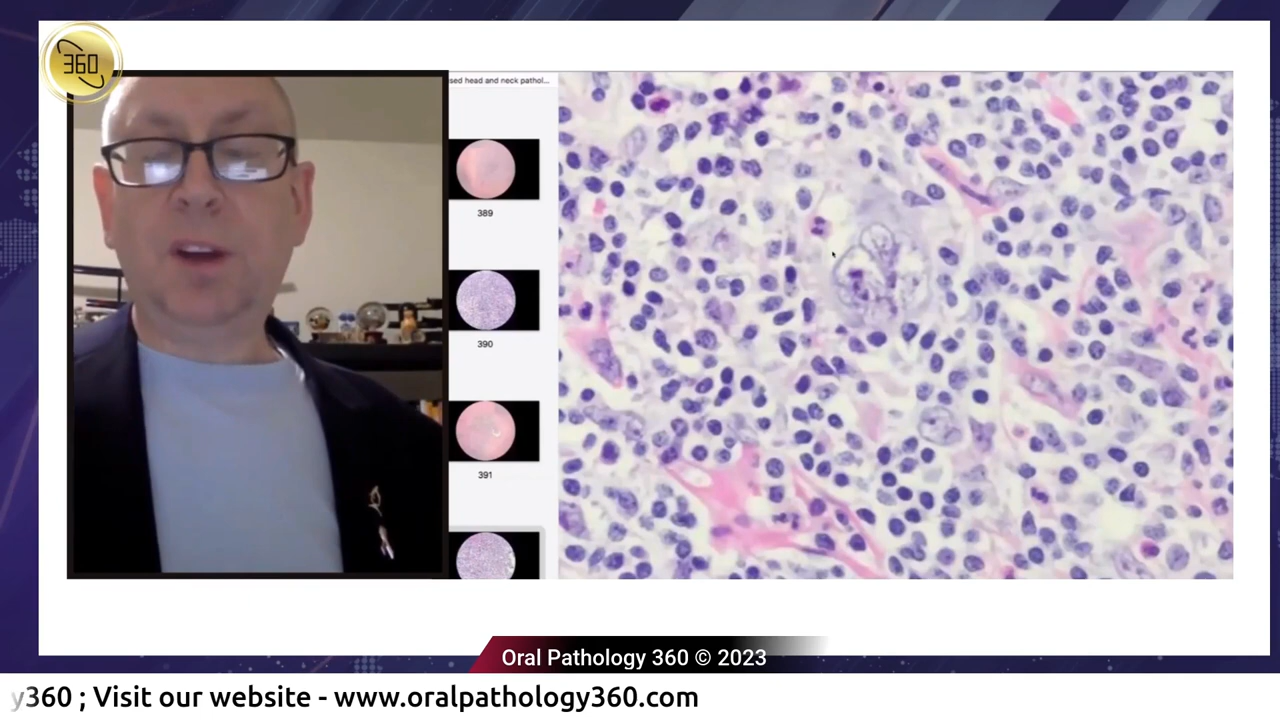 360
sed head and neck pathol...
389
390
391
Oral Pathology 360 © 2023
y360 ; Visit our website - www.oralpathology360.com